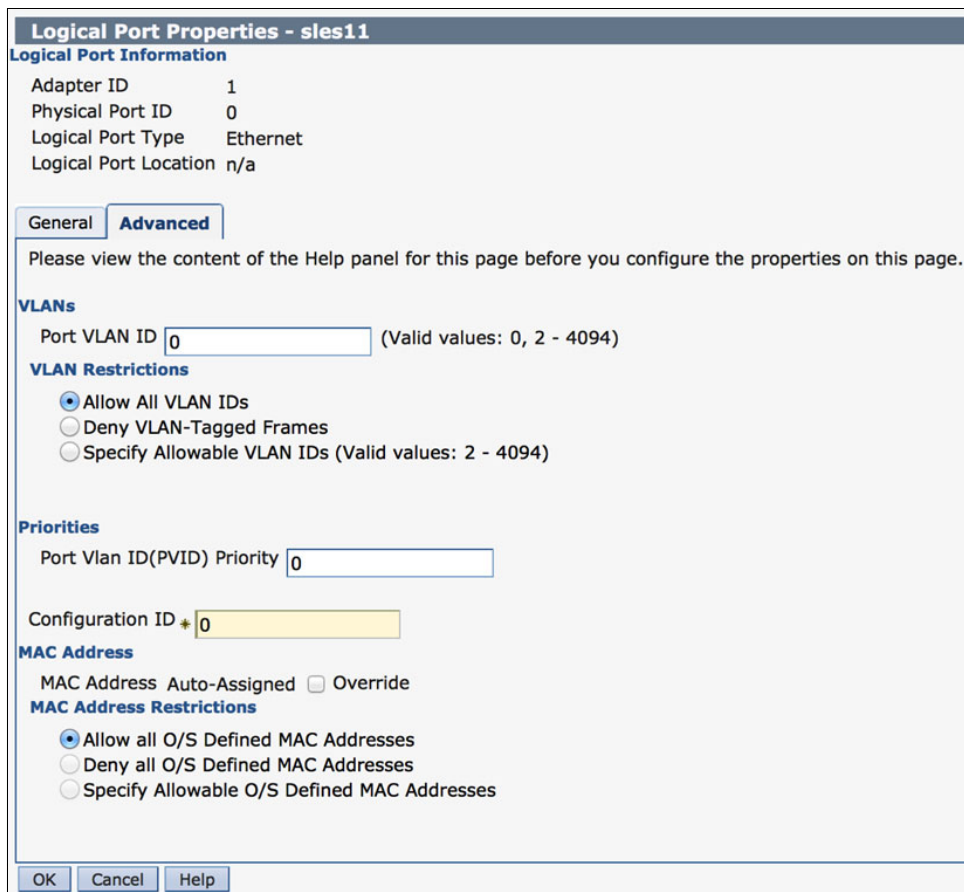 Logical Port Properties - sles11
Logical Port Information
Adapter ID 1
Physical Port ID 0
Logical Port Type Ethernet
Logical Port Location n/a
General Advanced
Please view the content of the Help panel for this page before you configure the properties on this page.
VLANs
Port VLAN ID 0 (Valid values: 0, 2 - 4094)
VLAN Restrictions
Allow All VLAN IDs
Deny VLAN-Tagged Frames
Specify Allowable VLAN IDs (Valid values: 2 - 4094)
Priorities
Port Vlan ID(PVID) Priority 0
Configuration ID * 0
MAC Address
MAC Address Auto-Assigned Override
MAC Address Restrictions
Allow all O/S Defined MAC Addresses
Deny all O/S Defined MAC Addresses
Specify Allowable O/S Defined MAC Addresses
OK Cancel Help